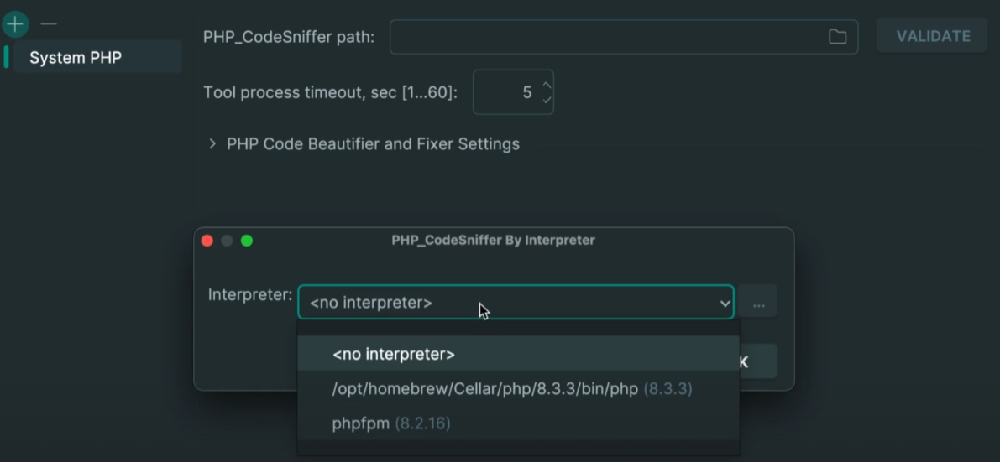 PHP_CodeSniffer path:
VALIDATE
System PHP
Tool process timeout, sec [1...60]:
5
PHP Code Beautifier and Fixer Settings
PHP_CodeSniffer By Interpreter
Interpreter:
<no interpreter>
...
<no interpreter>
K
/opt/homebrew/Cellar/php/8.3.3/bin/php (8.3.3)
phpfpm (8.2.16)